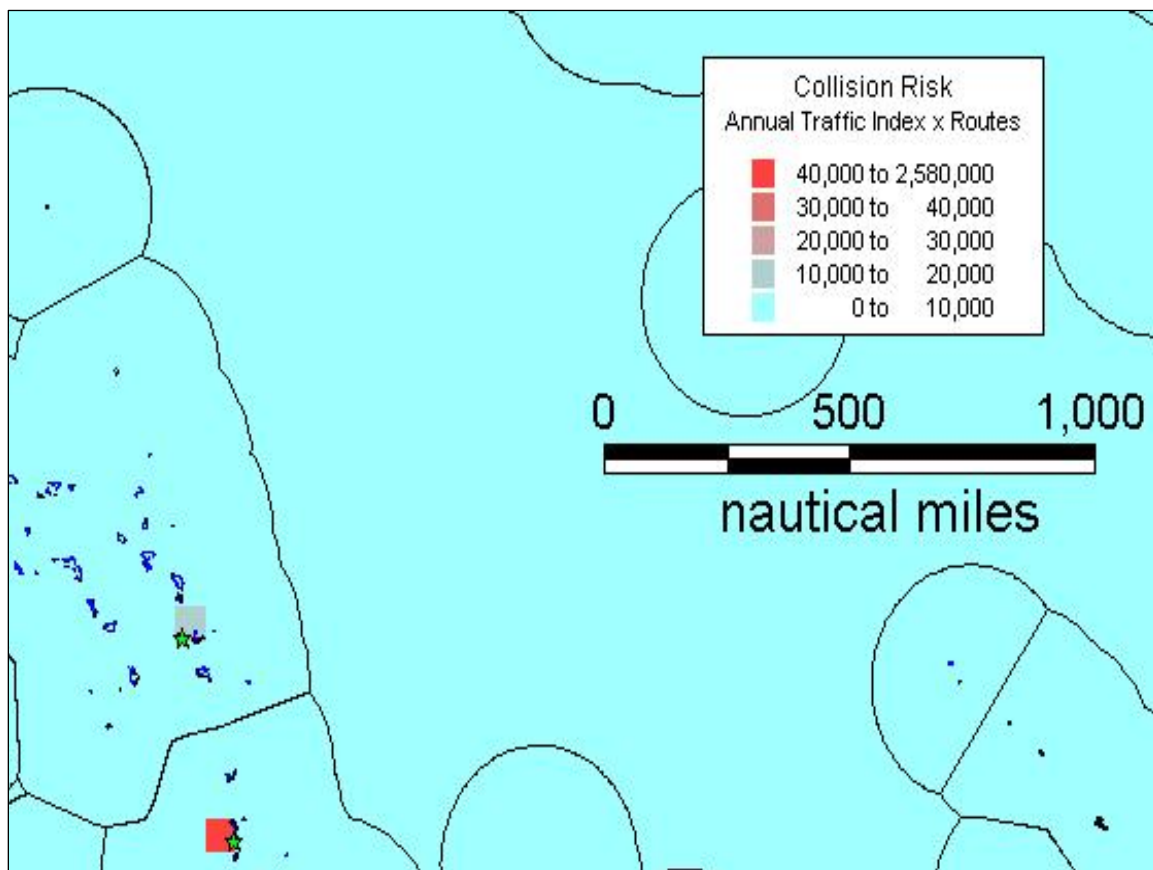 Collision Risk
Annual Traffic Index x Routes
40,000 to 2,580,000
30,000 to 40,000
20,000 to 30,000
10,000 to 20,000
0 to 10,000
0 500 1,000
nautical miles